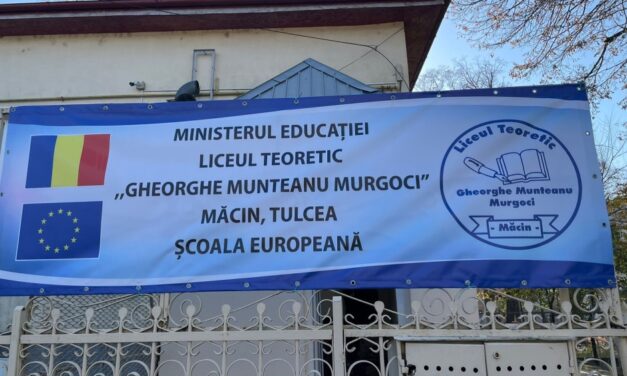 MINISTERUL EDUCAȚIEI
LICEUL TEORETIC
,,GHEORGHE MUNTEANU MURGOCI”
MĂCIN, TULCEA
ȘCOALA EUROPEANĂ
Liceul Teoretic
Gheorghe Munteanu
Murgoci
- Măcin -